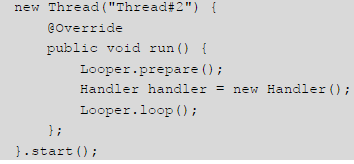 new Thread("Thread#2") {
    @Override
    public void run() {
        Looper.prepare();
        Handler handler = new Handler();
        Looper.loop();
    };
}.start();